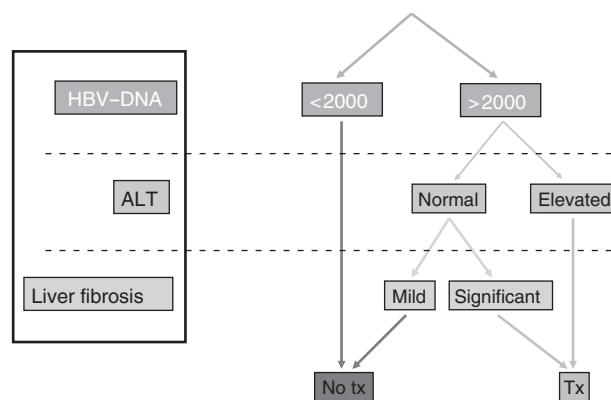 HBV–DNA
<2000
>2000
ALT
Normal
Elevated
Liver fibrosis
Mild
Significant
No tx
Tx